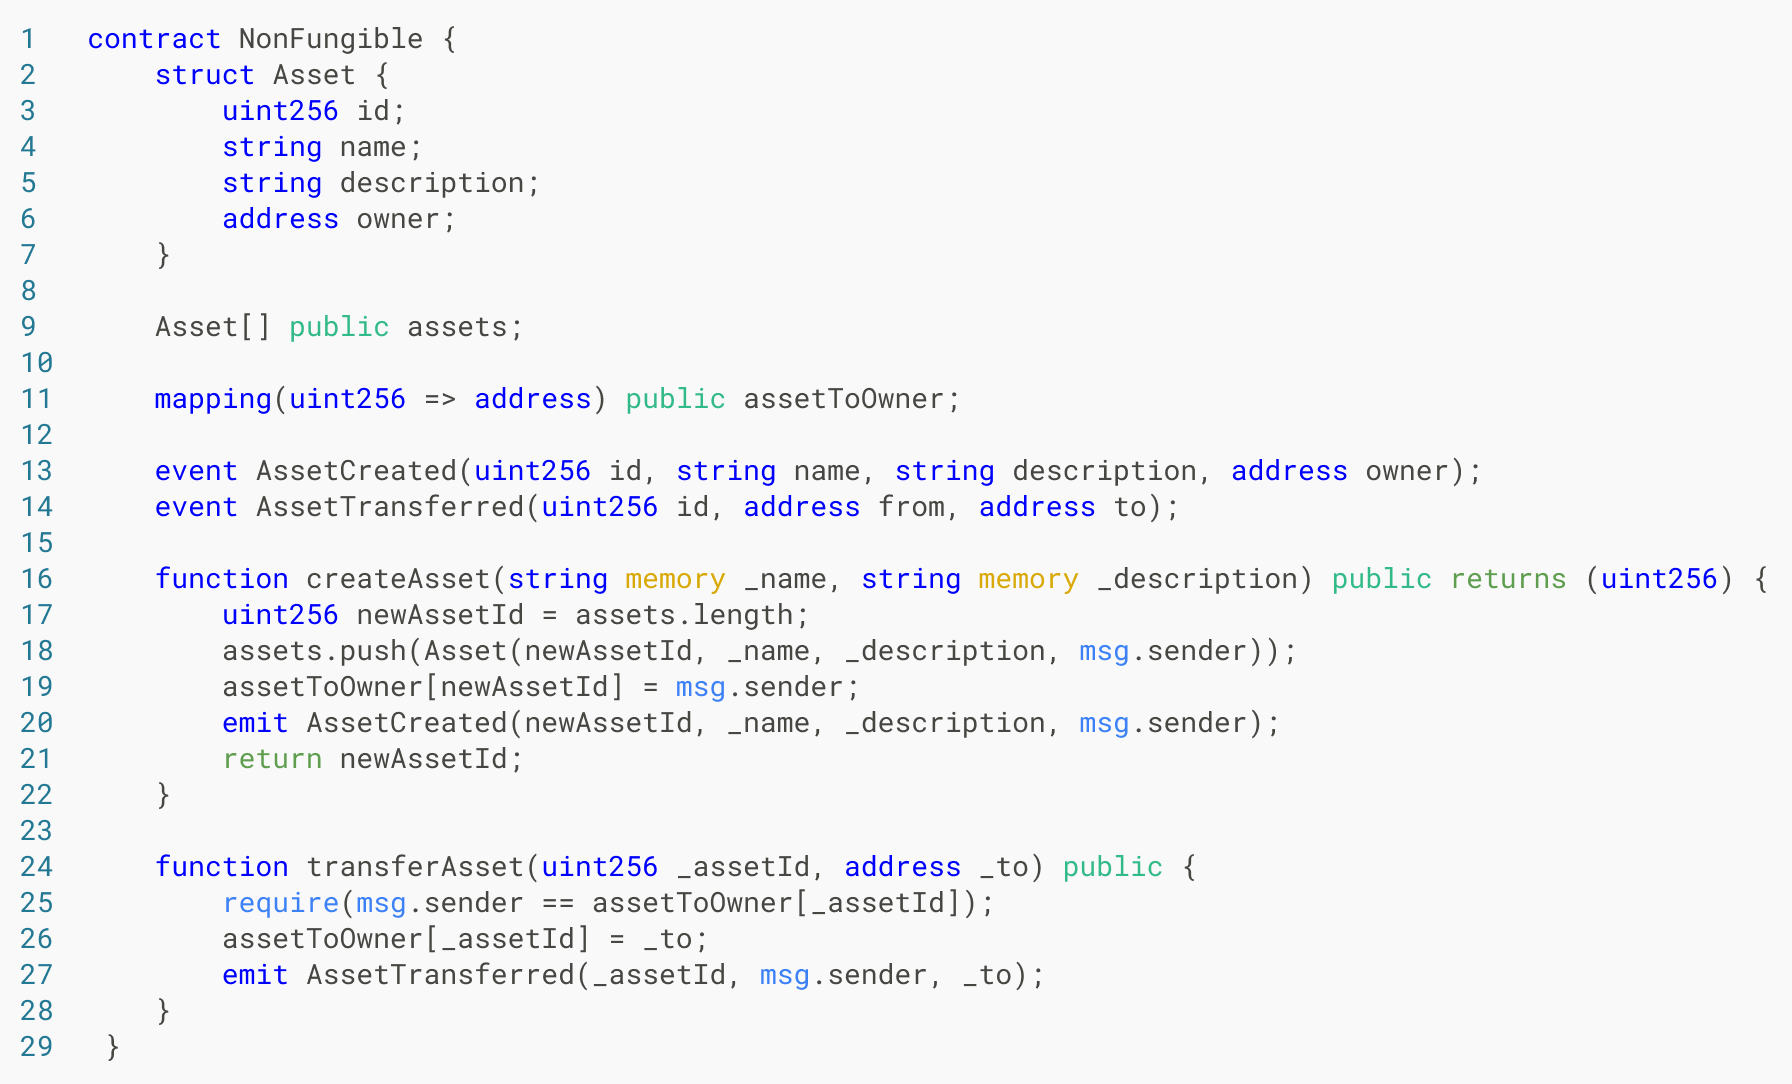 1 contract NonFungible {
2 struct Asset {
3 uint256 id;
4 string name;
5 string description;
6 address owner;
7 }
8
9 Asset[] public assets;
10
11 mapping(uint256 => address) public assetToOwner;
12
13 event AssetCreated(uint256 id, string name, string description, address owner);
14 event AssetTransferred(uint256 id, address from, address to);
15
16 function createAsset(string memory _name, string memory _description) public returns (uint256) {
17 uint256 newAssetId = assets.length;
18 assets.push(Asset(newAssetId, _name, _description, msg.sender));
19 assetToOwner[newAssetId] = msg.sender;
20 emit AssetCreated(newAssetId, _name, _description, msg.sender);
21 return newAssetId;
22 }
23
24 function transferAsset(uint256 _assetId, address _to) public {
25 require(msg.sender == assetToOwner[_assetId]);
26 assetToOwner[_assetId] = _to;
27 emit AssetTransferred(_assetId, msg.sender, _to);
28 }
29 }